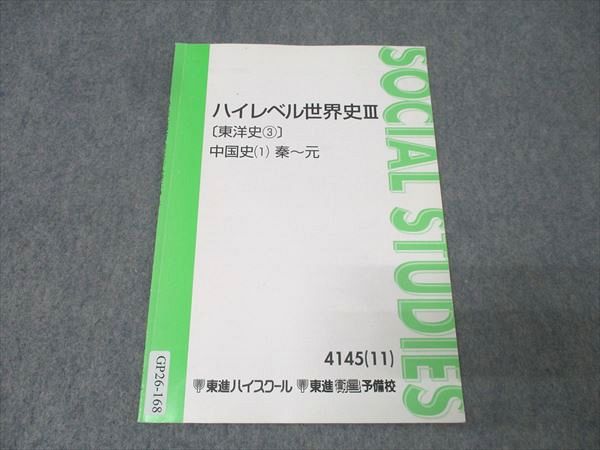 ハイレベル世界史Ⅲ
〔東洋史③〕
中国史⑴ 秦～元
SOCIAL STUDIES
4145(11)
東進ハイスクール 東進衛星予備校
GP26-168